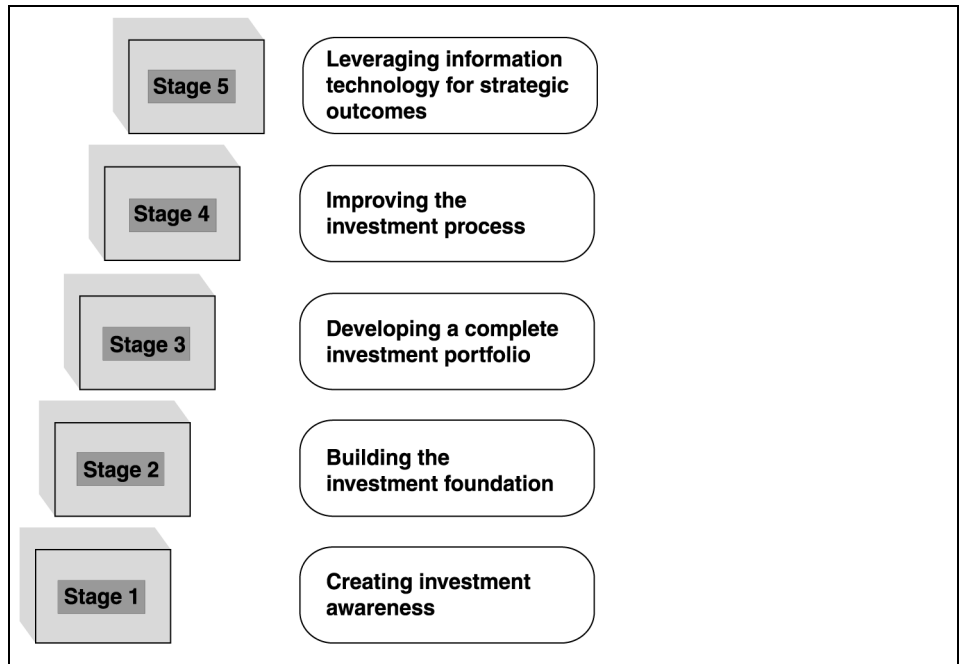 Stage 5
Leveraging information
technology for strategic
outcomes
Stage 4
Improving the
investment process
Stage 3
Developing a complete
investment portfolio
Stage 2
Building the
investment foundation
Stage 1
Creating investment
awareness